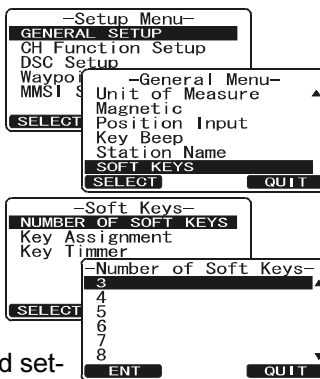 –Setup Menu–
GENERAL SETUP
CH Function Setup
DSC Setup
MMSI
SELECT
–General Menu–
Unit of Measure
Magnetic
Position Input
Key Beep
Station Name
SOFT KEYS
SELECT QUIT
–Soft Keys–
NUMBER OF SOFT KEYS
Key Assignment
Key Timmer
SELECT
–Number of Soft Keys–
3
4
5
6
7
8
ENT QUIT
d set-